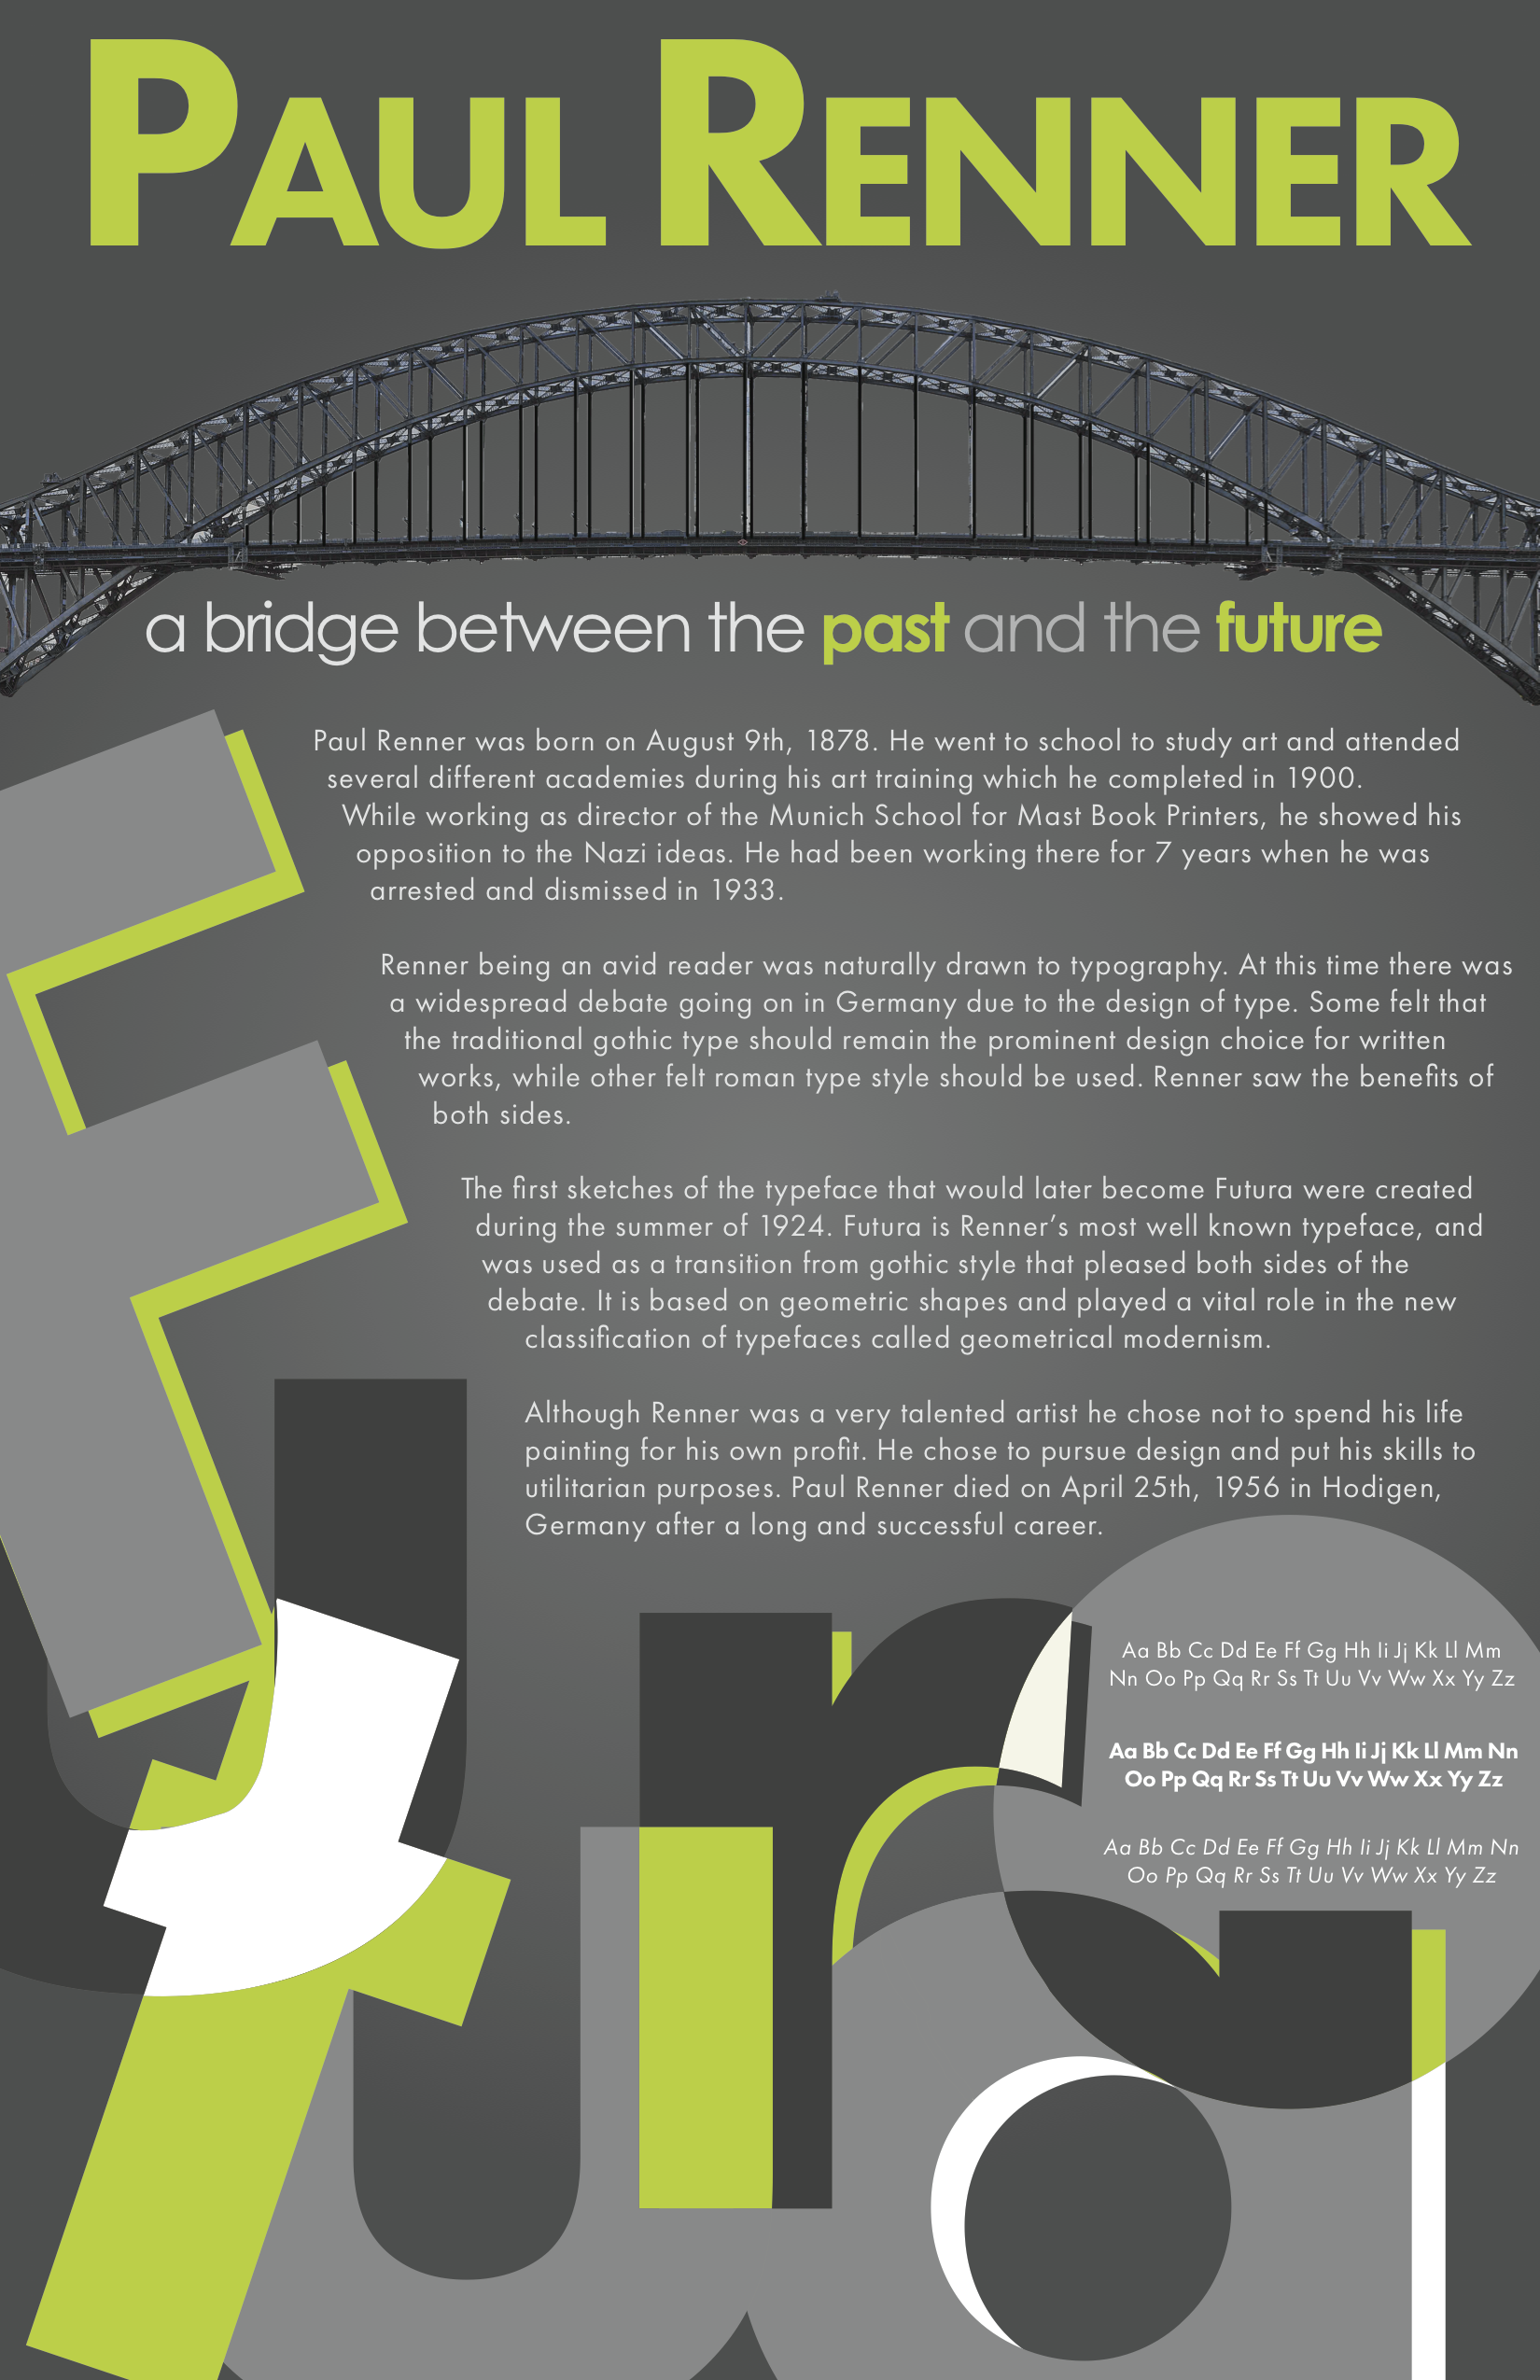 PAUL RENNER
a bridge between the past and the future
Paul Renner was born on August 9th, 1878. He went to school to study art and attended
several different academies during his art training which he completed in 1900.
While working as director of the Munich School for Mast Book Printers, he showed his
opposition to the Nazi ideas. He had been working there for 7 years when he was
arrested and dismissed in 1933.
Renner being an avid reader was naturally drawn to typography. At this time there was
a widespread debate going on in Germany due to the design of type. Some felt that
the traditional gothic type should remain the prominent design choice for written
works, while other felt roman type style should be used. Renner saw the benefits of
both sides.
The first sketches of the typeface that would later become Futura were created
during the summer of 1924. Futura is Renner’s most well known typeface, and
was used as a transition from gothic style that pleased both sides of the
debate. It is based on geometric shapes and played a vital role in the new
classification of typefaces called geometrical modernism.
Although Renner was a very talented artist he chose not to spend his life
painting for his own profit. He chose to pursue design and put his skills to
utilitarian purposes. Paul Renner died on April 25th, 1956 in Hodigen,
Germany after a long and successful career.
Futura
Aa Bb Cc Dd Ee Ff Gg Hh Ii Jj Kk Ll Mm
Nn Oo Pp Qq Rr Ss Tt Uu Vv Ww Xx Yy Zz
Aa Bb Cc Dd Ee Ff Gg Hh Ii Jj Kk Ll Mm Nn
Oo Pp Qq Rr Ss Tt Uu Vv Ww Xx Yy Zz
Aa Bb Cc Dd Ee Ff Gg Hh Ii Jj Kk Ll Mm Nn
Oo Pp Qq Rr Ss Tt Uu Vv Ww Xx Yy Zz